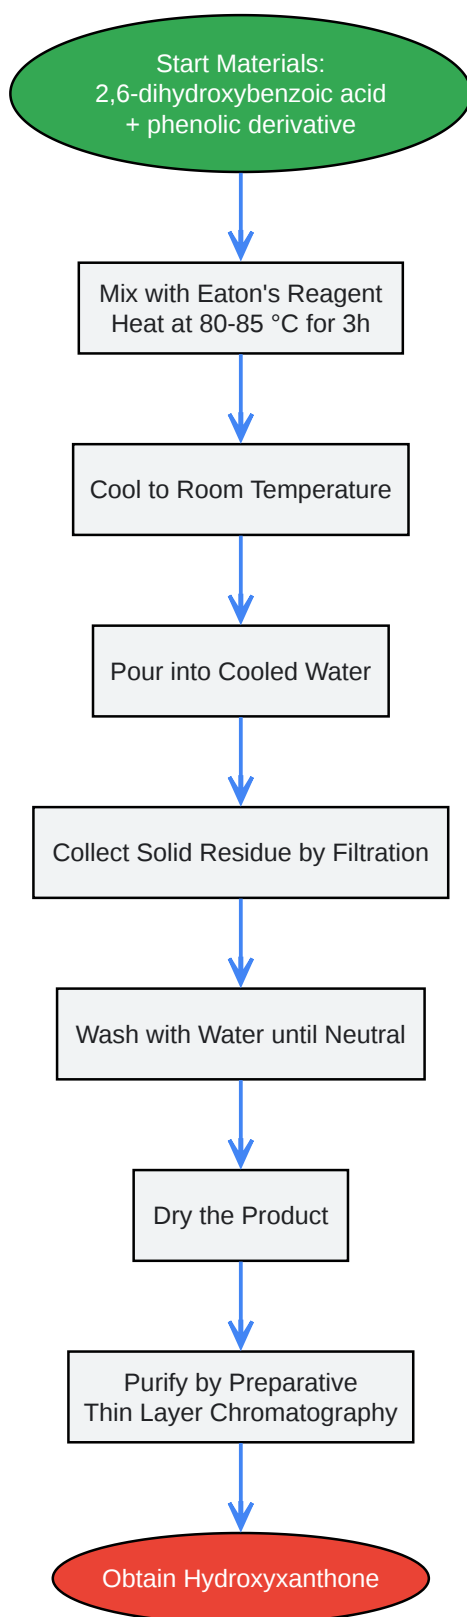 Start Materials:
2,6-dihydroxybenzoic acid
+ phenolic derivative
Mix with Eaton's Reagent
Heat at 80-85 °C for 3h
Cool to Room Temperature
Pour into Cooled Water
Collect Solid Residue by Filtration
Wash with Water until Neutral
Dry the Product
Purify by Preparative
Thin Layer Chromatography
Obtain Hydroxyxanthone